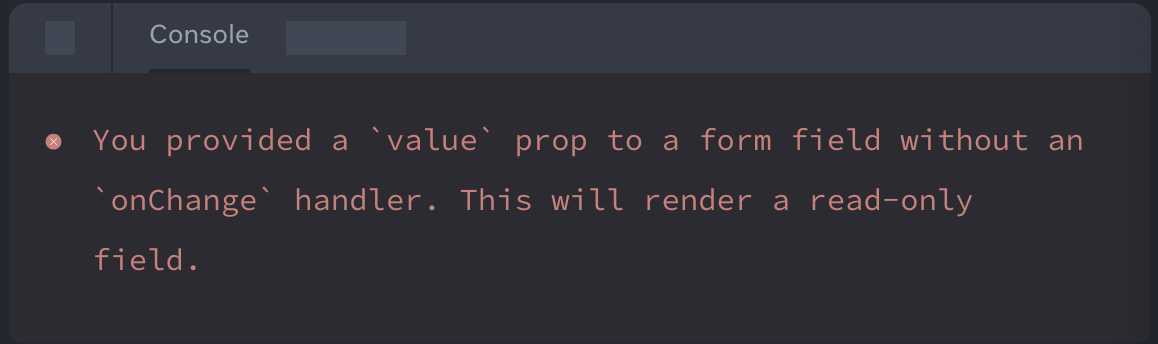 Console
You provided a `value` prop to a form field without an
`onChange` handler. This will render a read-only
field.